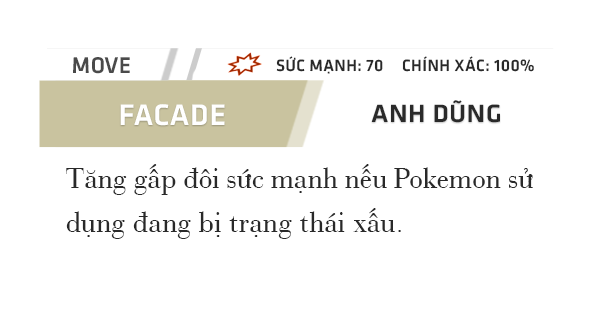 MOVE SỨC MẠNH: 70 CHÍNH XÁC: 100%
FACADE ANH DŨNG
Tăng gấp đôi sức mạnh nếu Pokemon sử
dụng đang bị trạng thái xấu.